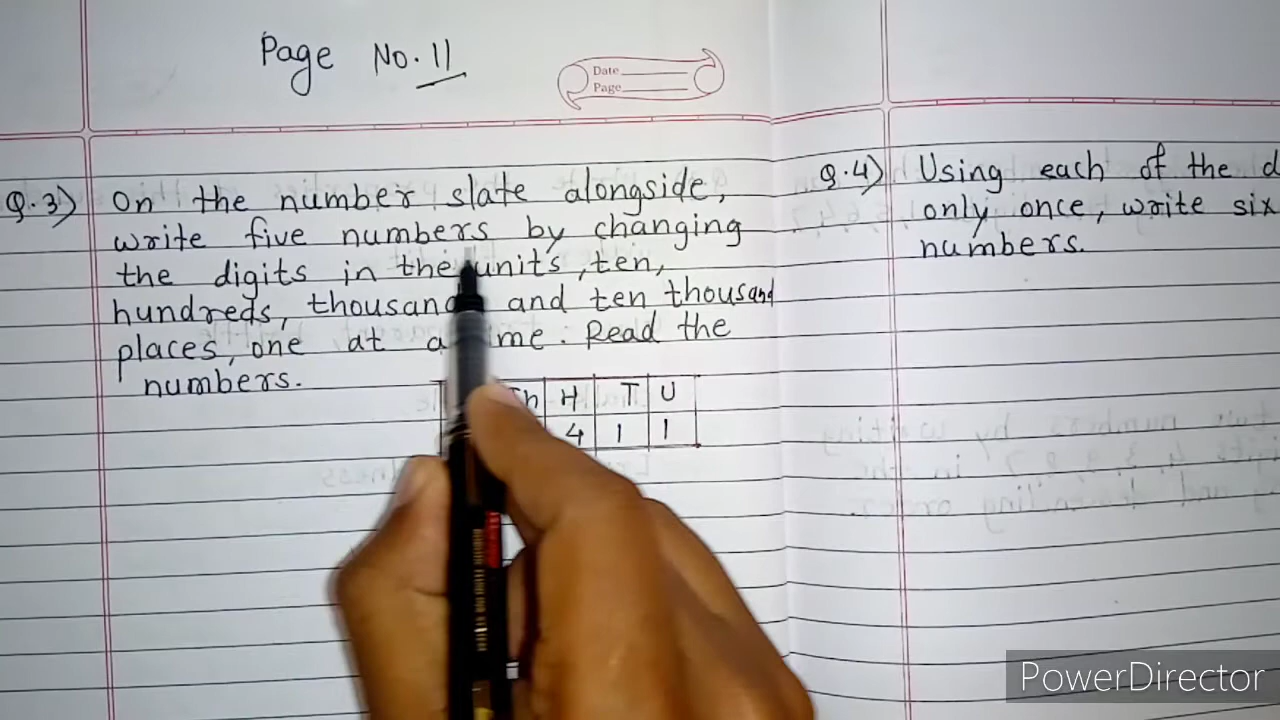 Page No. 11
Date
Page
Q.3) On the number slate alongside,
write five numbers by changing
the digits in the units, ten,
hundreds, thousand and ten thousand
places, one at a ime. Read the
numbers.
T h H T U
4 1 1
Q.4) Using each of the d
only once, write six
numbers.
PowerDirector